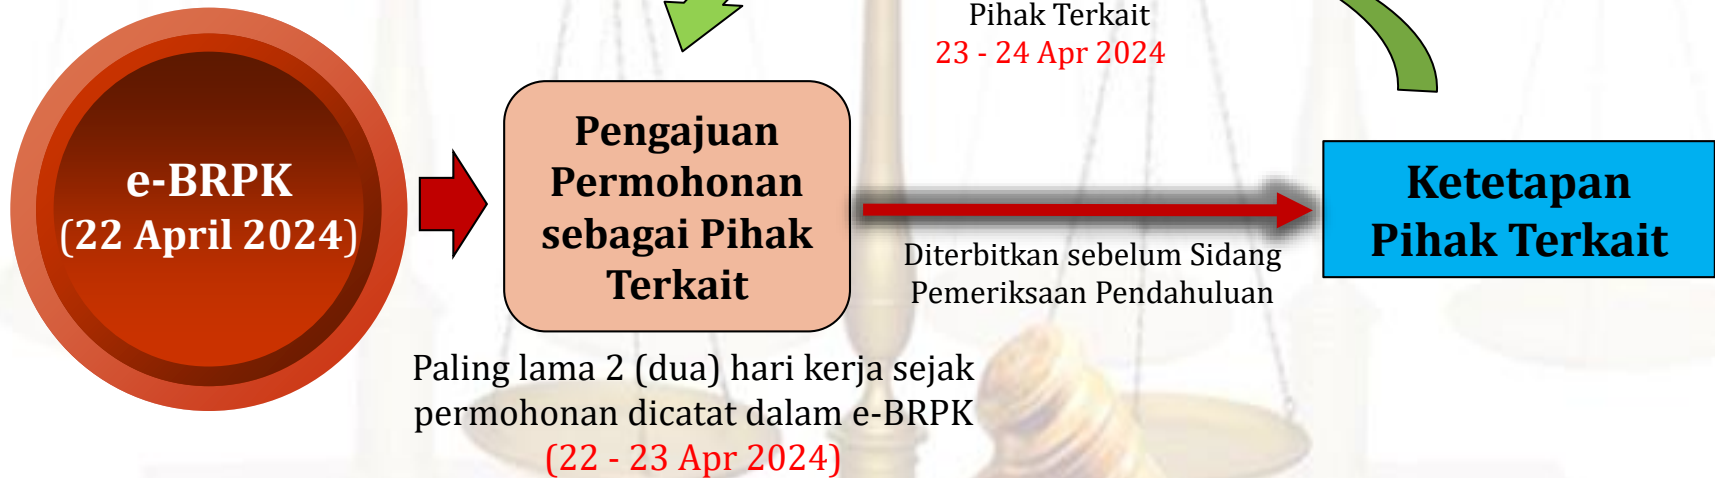 Pihak Terkait
23 - 24 Apr 2024
e-BRPK
(22 April 2024)
Pengajuan
Permohonan
sebagai Pihak
Terkait
Diterbitkan sebelum Sidang
Pemeriksaan Pendahuluan
Ketetapan
Pihak Terkait
Paling lama 2 (dua) hari kerja sejak
permohonan dicatat dalam e-BRPK
(22 - 23 Apr 2024)